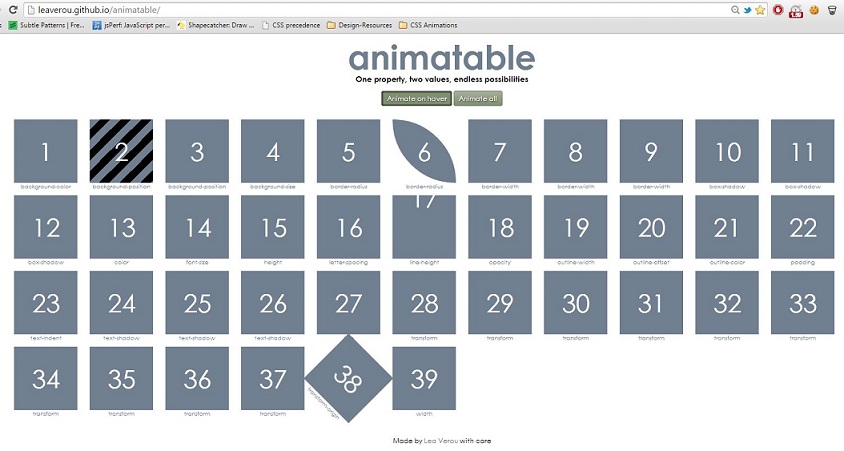 leaverou.github.io/animatable/
Subtle Patterns | Fre... jsPerf: JavaScript per... Shapecatcher: Draw ... CSS precedence Design-Resources CSS Animations
animatable
One property, two values, endless possibilities
Animate on hover Animate all
1 2 3 4 5 6 7 8 9 10 11
background-color background-position background-position background-size border-radius border-radius border-width border-width border-width box-shadow box-shadow
12 13 14 15 16 17 18 19 20 21 22
box-shadow color font-size height letter-spacing line-height opacity outline-width outline-offset outline-color padding
23 24 25 26 27 28 29 30 31 32 33
text-indent text-shadow text-shadow text-shadow transform transform transform transform transform transform
34 35 36 37 38 39
transform transform transform transform transform-origin width
Made by Lea Verou with care